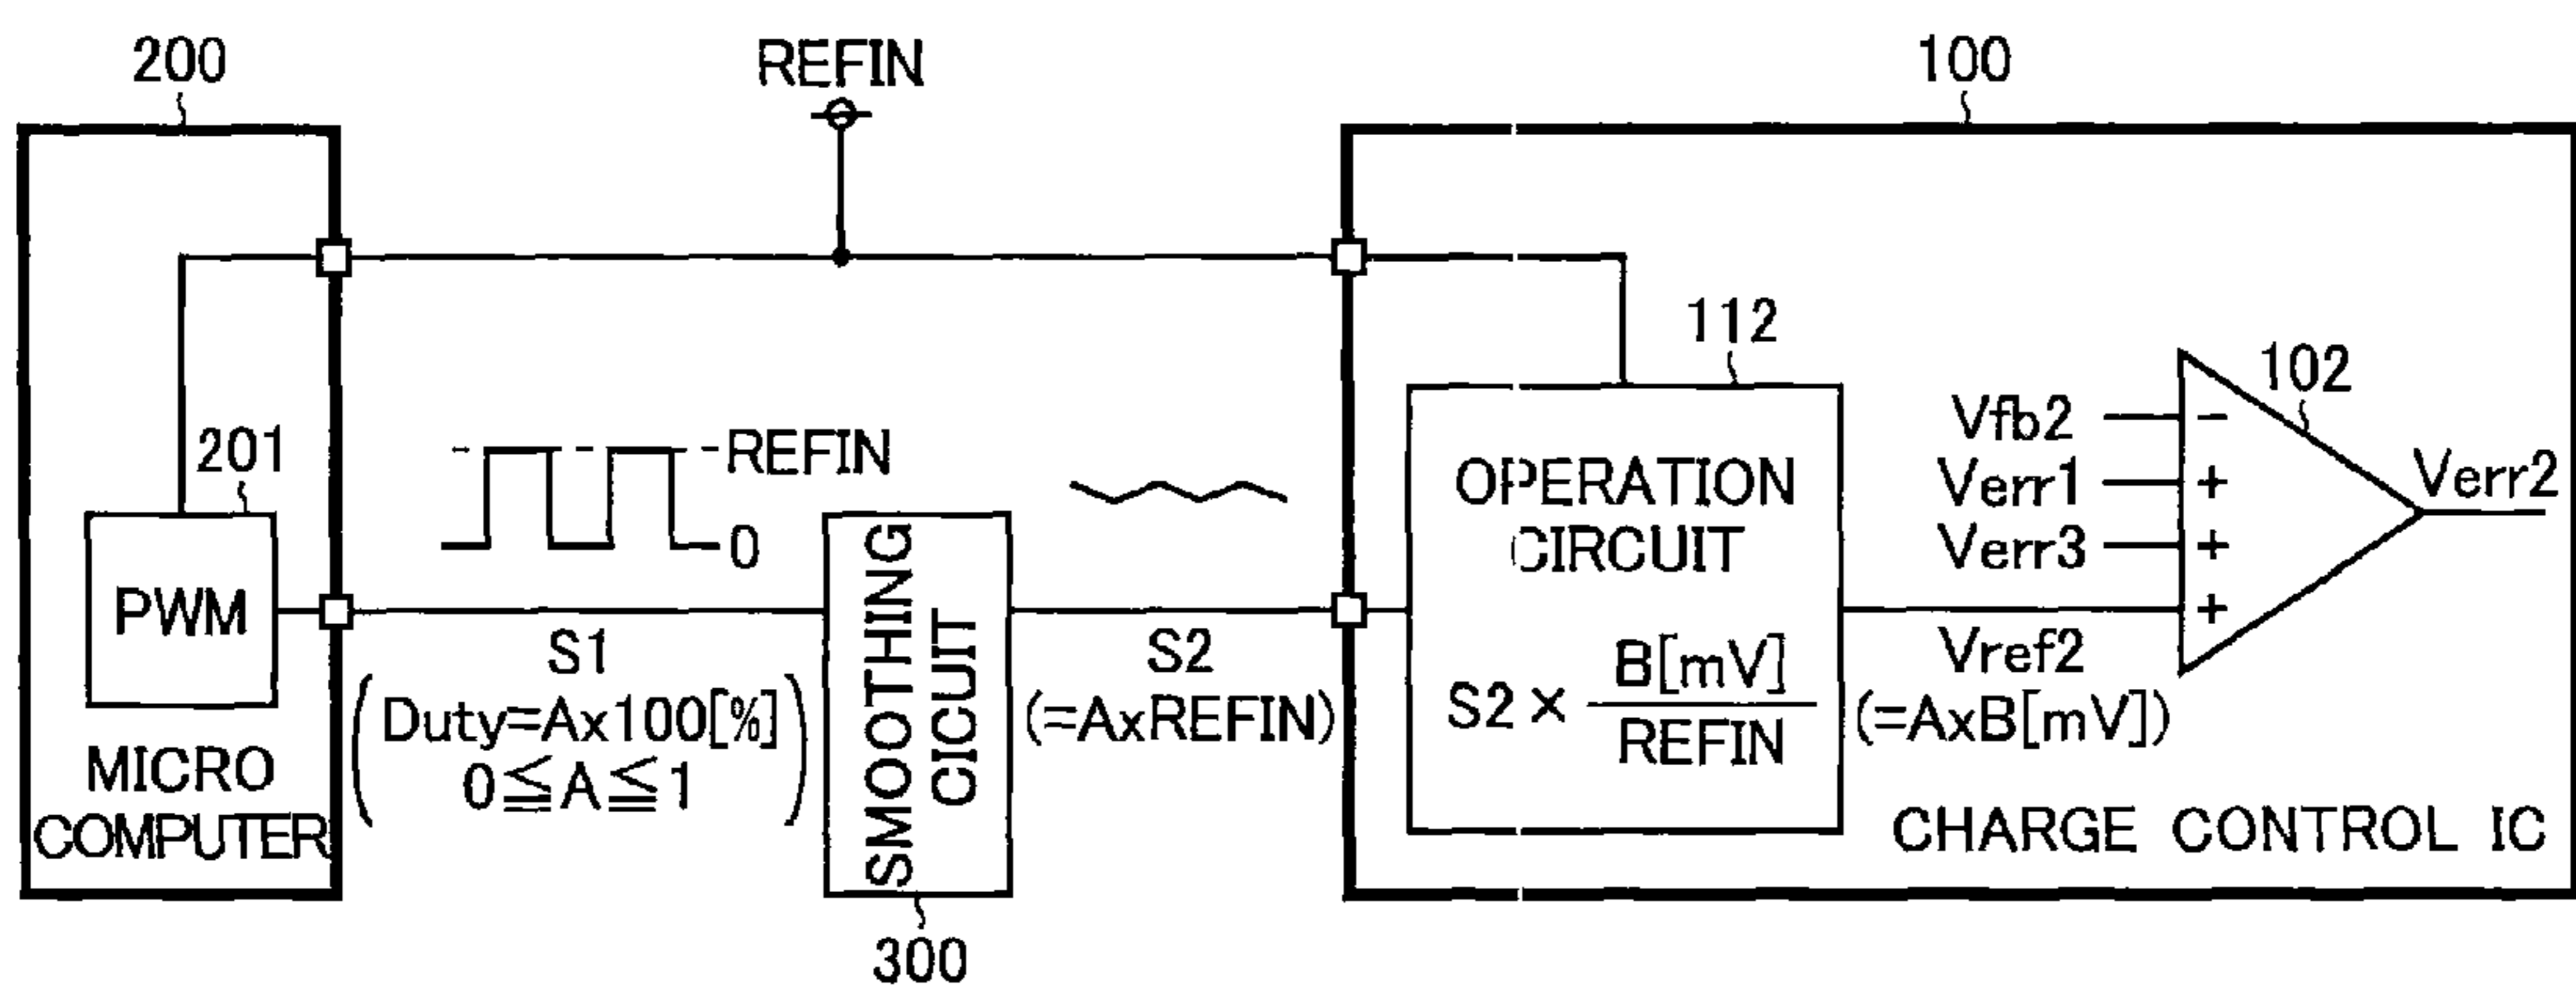 200
REFIN
100
112
102
201
REFIN
0
PWM
MICRO
COMPUTER
S1
Duty=Ax100[%]
0≦A≦1
SMOOTHING
CICUIT
300
S2
(=AxREFIN)
OPERATION
CIRCUIT
S2 × B[mV]
REFIN
Vfb2
Verr1
Verr3
−
+
+
+
Verr2
Vref2
(=AxB[mV])
CHARGE CONTROL IC